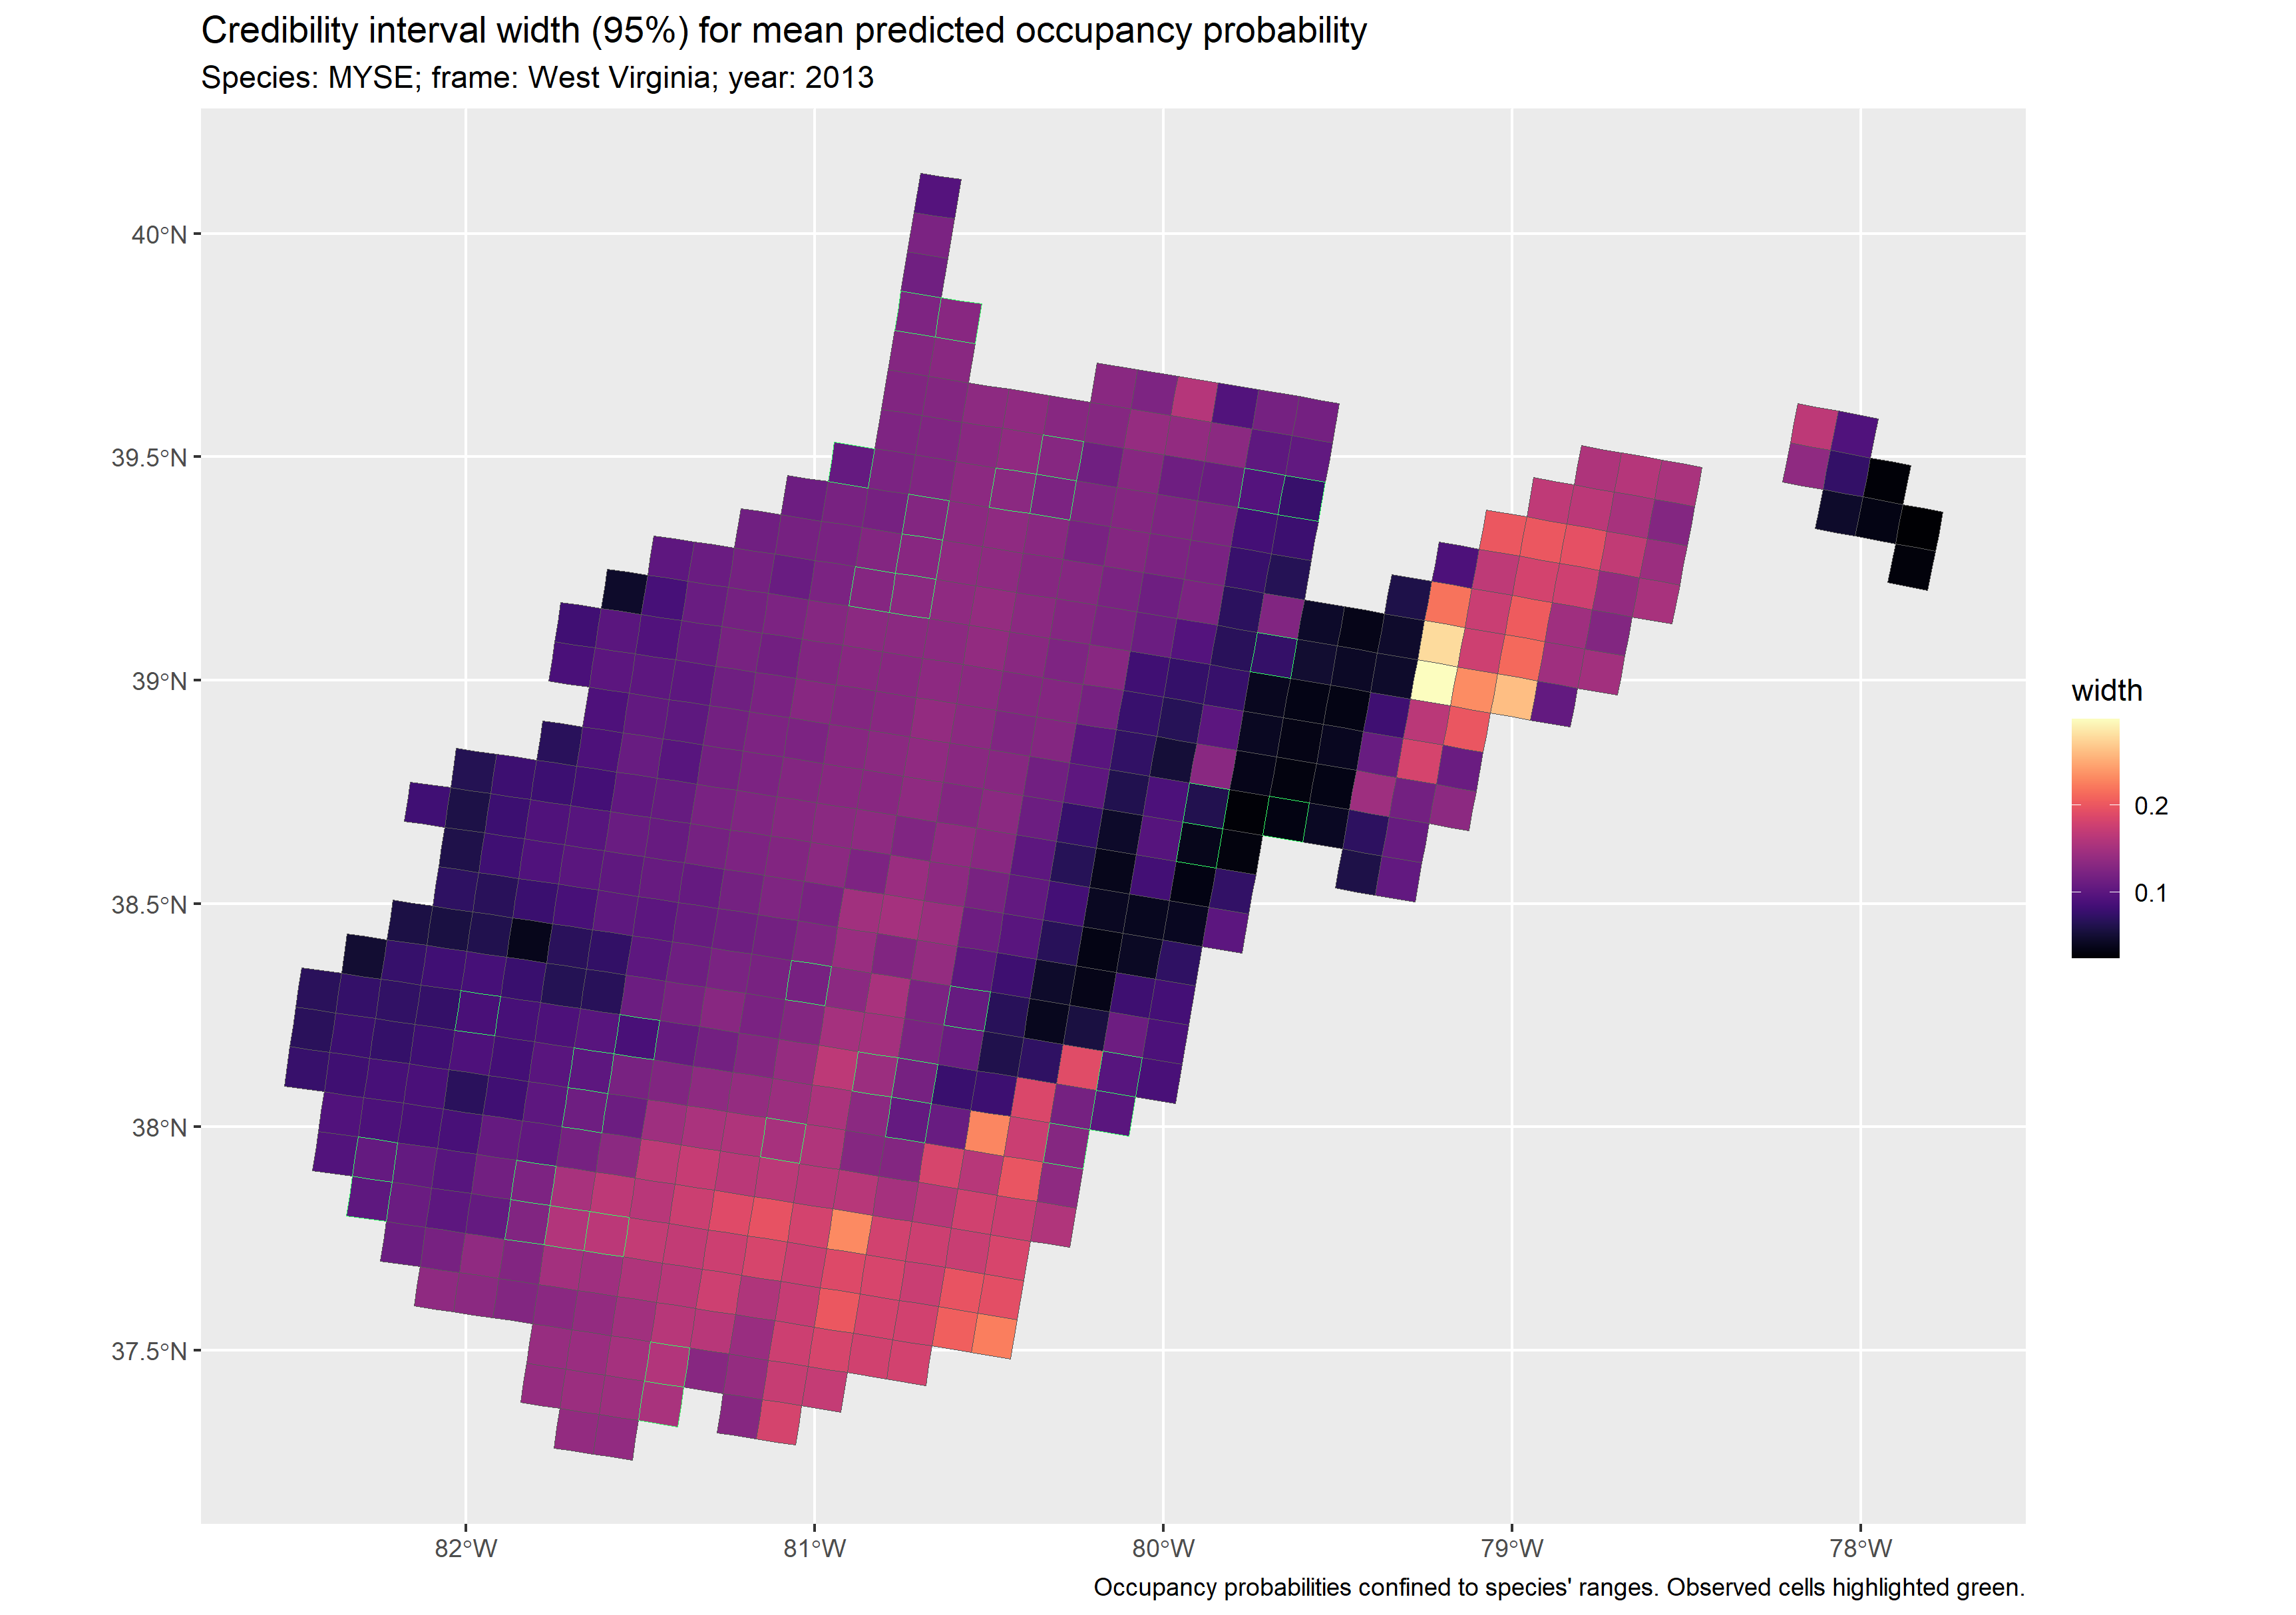 Credibility interval width (95%) for mean predicted occupancy probability
Species: MYSE; frame: West Virginia; year: 2013
40°N
39.5°N
39°N
38.5°N
38°N
37.5°N
82°W
81°W
80°W
79°W
78°W
width
0.2
0.1
Occupancy probabilities confined to species' ranges. Observed cells highlighted green.